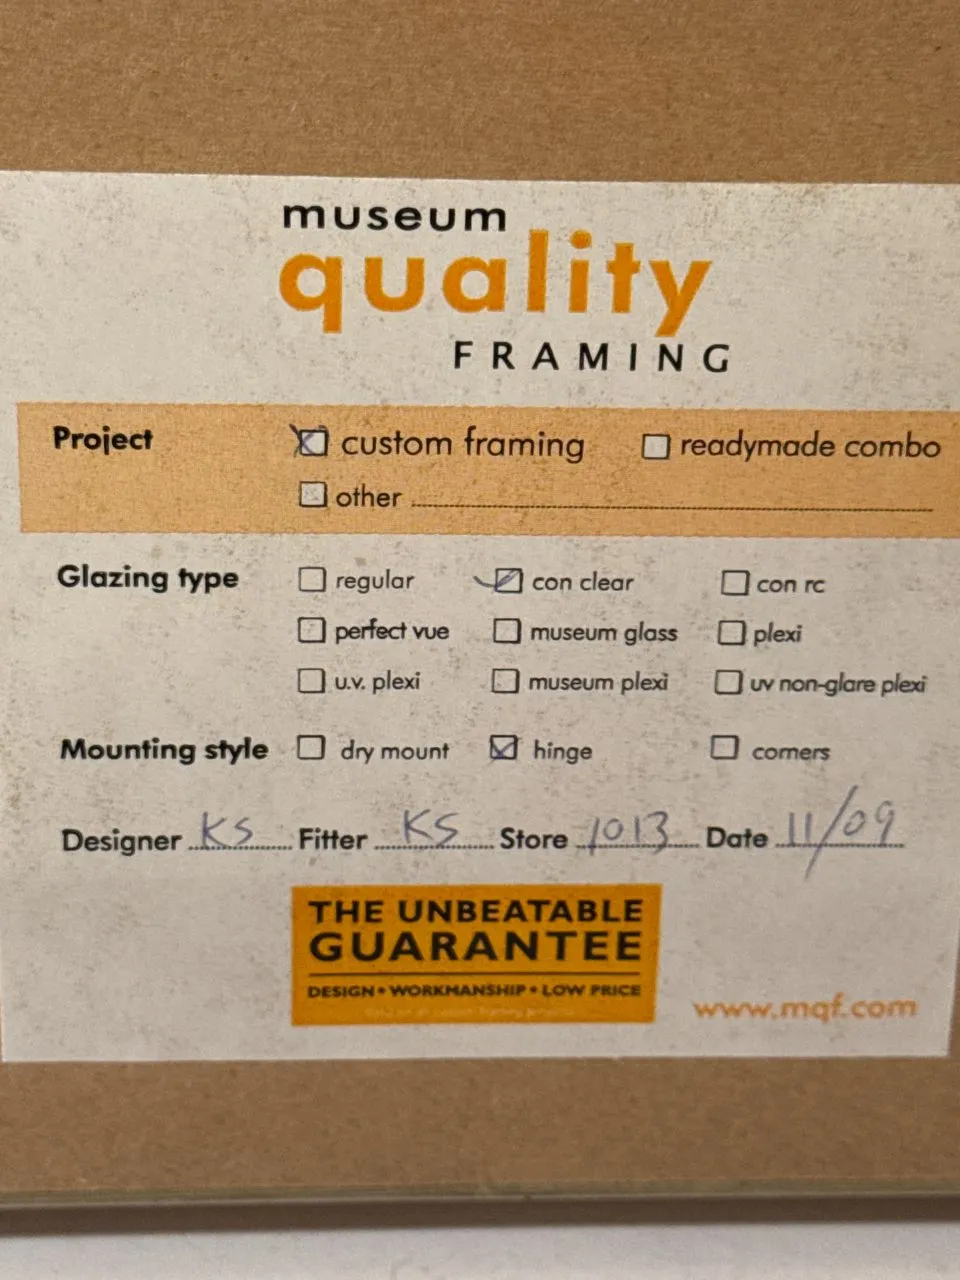 museum
quality
FRAMING
Project custom framing readymade combo
other
Glazing type regular con clear con rc
perfect vue museum glass plexi
u.v. plexi museum plexi uv non-glare plexi
Mounting style dry mount hinge corners
Designer KS Fitter KS Store 1013 Date 11/09
THE UNBEATABLE
GUARANTEE
DESIGN • WORKMANSHIP • LOW PRICE
www.mqf.com